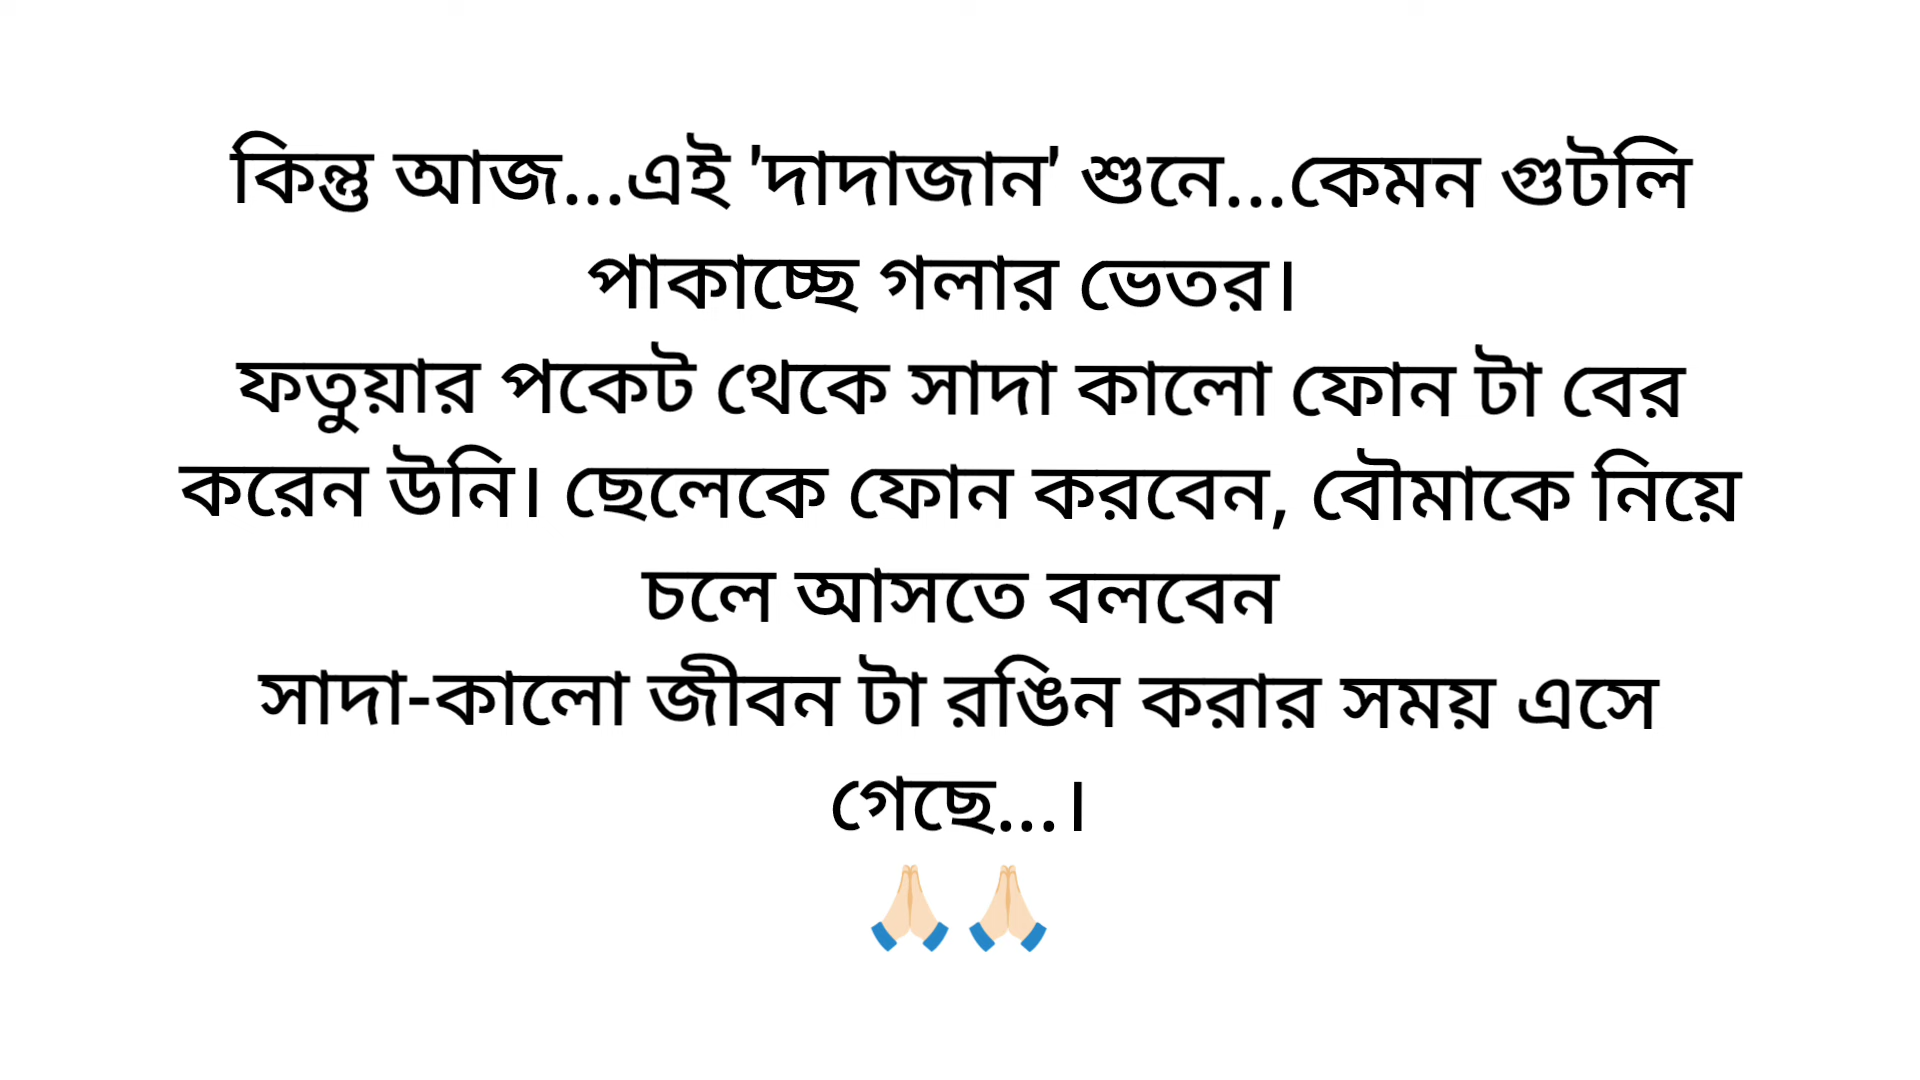 কিন্তু আজ...এই 'দাদাজান' শুনে...কেমন গুটলি
পাকাচ্ছে গলার ভেতর।
ফতুয়ার পকেট থেকে সাদা কালো ফোন টা বের
করেন উনি। ছেলেকে ফোন করবেন, বৌমাকে নিয়ে
চলে আসতে বলবেন
সাদা-কালো জীবন টা রঙিন করার সময় এসে
গেছে...।
🙏🏻🙏🏻